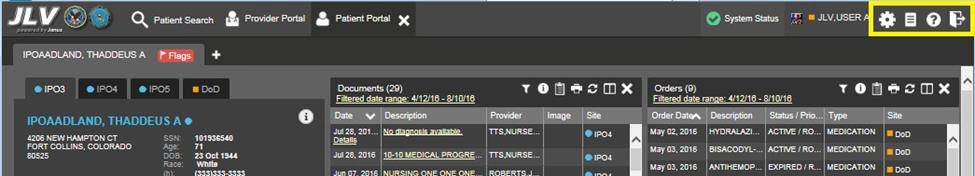 JLV
powered by Janus
Patient Search
Provider Portal
Patient Portal
System Status
JLV,USER A
IPOAADLAND, THADDEUS A
Flags
IPO3
IPO4
IPO5
DoD
IPOAADLAND, THADDEUS A
4206 NEW HAMPTON CT
FORT COLLINS, COLORADO
80525
SSN: 101936540
Age: 71
DOB: 23 Oct 1944
Race: White
(h): (333)333-3333
Documents (29)
Filtered date range: 4/12/16 - 8/10/16
Date Description Provider Image Site
Jul 28, 201... No diagnosis available. TTS,NURSE... IPO4
Details
Jul 28, 2016 10-10 MEDICAL PROGRE... TTS,NURSE... IPO4
Jun 07, 2016 NURSING ONE ONE ONE... ROBERTS,J... IPO4
Orders (9)
Filtered date range: 4/12/16 - 8/10/16
Order Date Description Status / Prio... Type Site
May 02, 2016 HYDRALAZI... ACTIVE / RO... MEDICATION DoD
May 03, 2016 BISACODYL-... ACTIVE / RO... MEDICATION DoD
May 03, 2016 ANTIHEMOP... EXPIRED / R... MEDICATION DoD